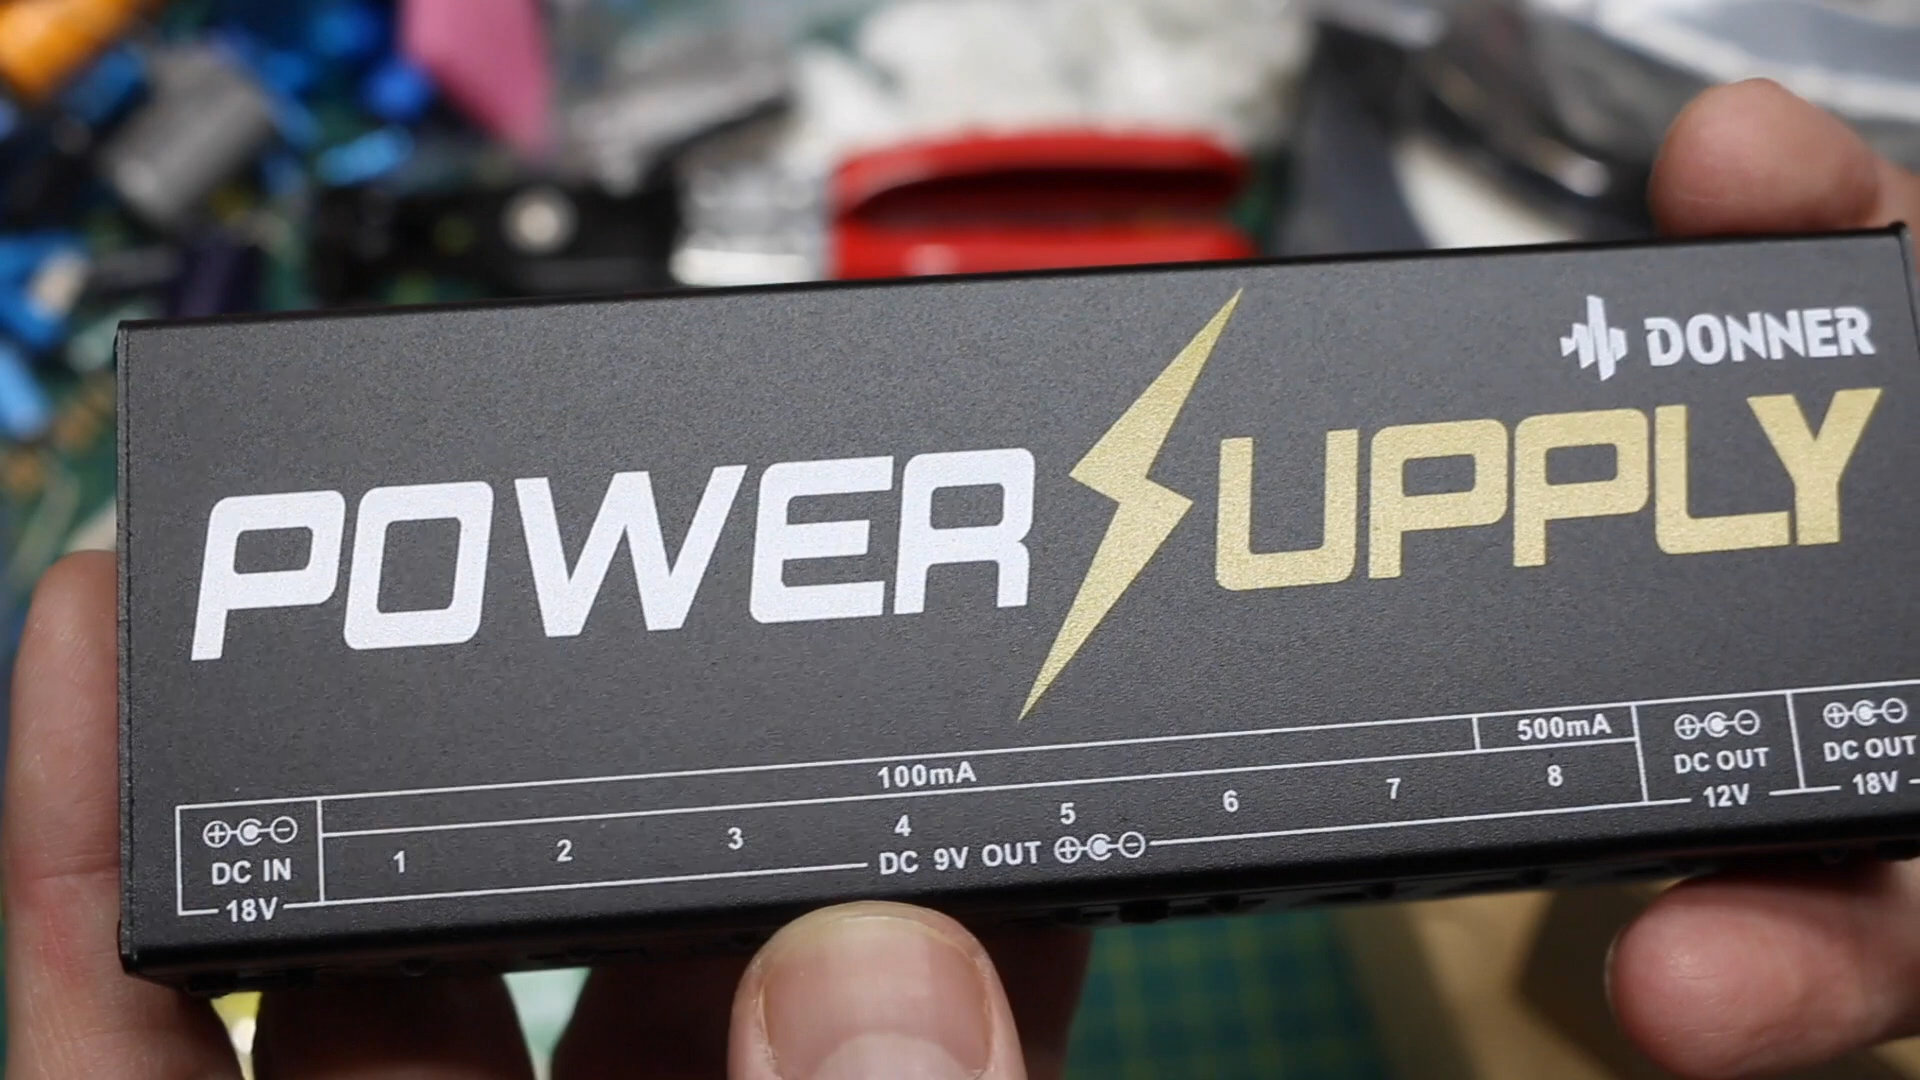 DONNER
POWER SUPPLY
100mA
500mA
1 2 3 4 5 6 7 8
DC IN
18V
DC 9V OUT
DC OUT
12V
DC OUT
18V